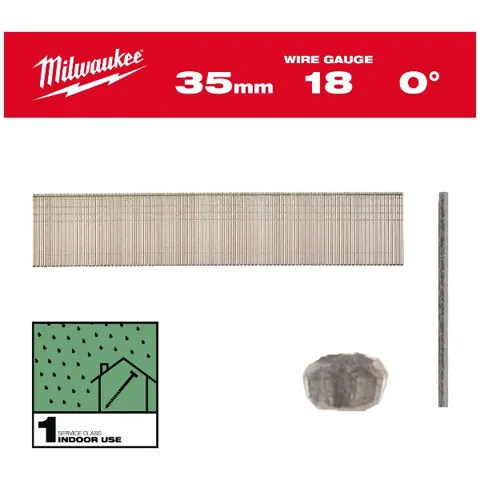 Milwaukee
35mm
WIRE GAUGE
18
0°
1
SERVICE CLASS
INDOOR USE